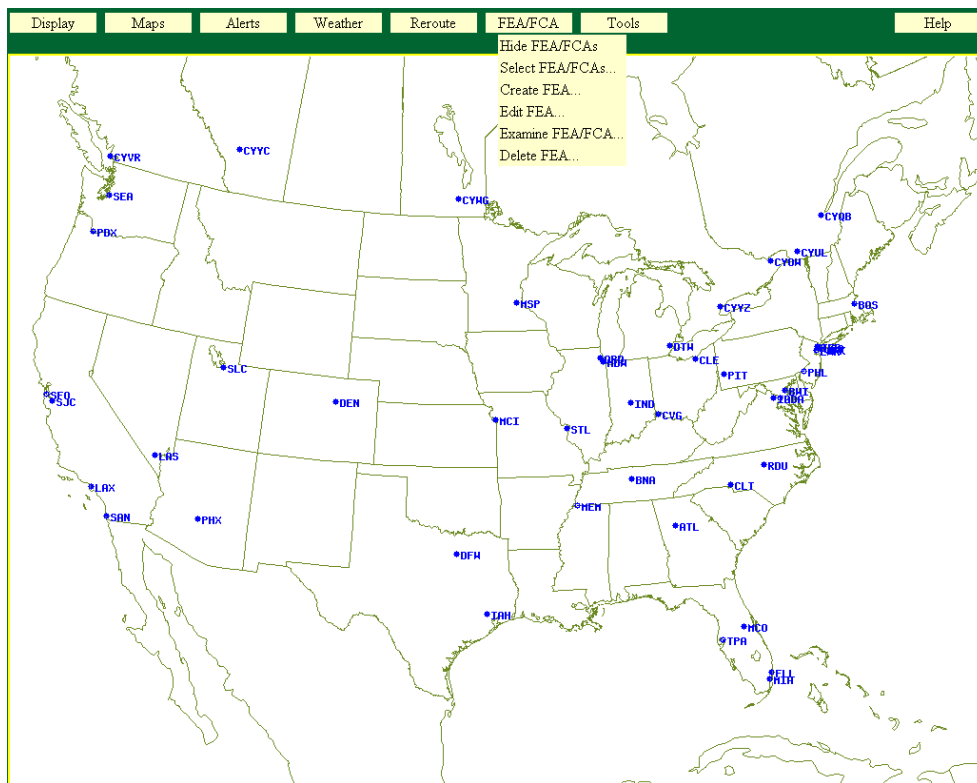 Display Maps Alerts Weather Reroute FEA/FCA Tools Help
Hide FEA/FCAs
Select FEA/FCAs...
Create FEA...
Edit FEA...
Examine FEA/FCA...
Delete FEA...
CYVR
CYYC
SEA
CYWG
PDX
CYQB
CYUL
CYOW
MSP
CYYZ
BOS
DTW
CLE
SLC
PIT
PHL
SFO
SJC
DEN
IND
BWI
CVG
MCI
STL
LAS
RDU
BNA
LAX
CLT
MEM
SAN
PHX
ATL
DFW
IAH
MCO
TPA
FLL
MIA